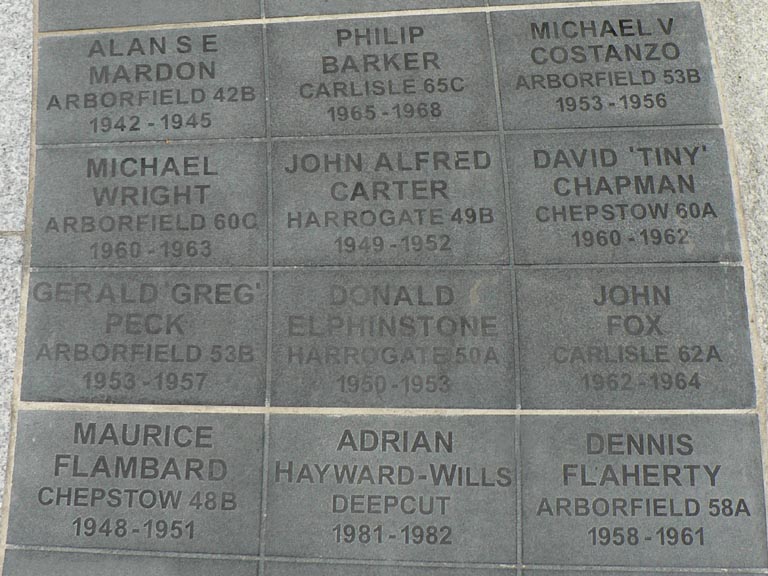 ALAN S E
MARDON
ARBORFIELD 42B
1942 - 1945
PHILIP
BARKER
CARLISLE 65C
1965 - 1968
MICHAEL V
COSTANZO
ARBORFIELD 53B
1953 - 1956
MICHAEL
WRIGHT
ARBORFIELD 60C
1960 - 1963
JOHN ALFRED
CARTER
HARROGATE 49B
1949 - 1952
DAVID 'TINY'
CHAPMAN
CHEPSTOW 60A
1960 - 1962
GERALD 'GREG'
PECK
ARBORFIELD 53B
1953 - 1957
DONALD
ELPHINSTONE
HARROGATE 50A
1950 - 1953
JOHN
FOX
CARLISLE 62A
1962 - 1964
MAURICE
FLAMBARD
CHEPSTOW 48B
1948 - 1951
ADRIAN
HAYWARD-WILLS
DEEPCUT
1981 - 1982
DENNIS
FLAHERTY
ARBORFIELD 58A
1958 - 1961